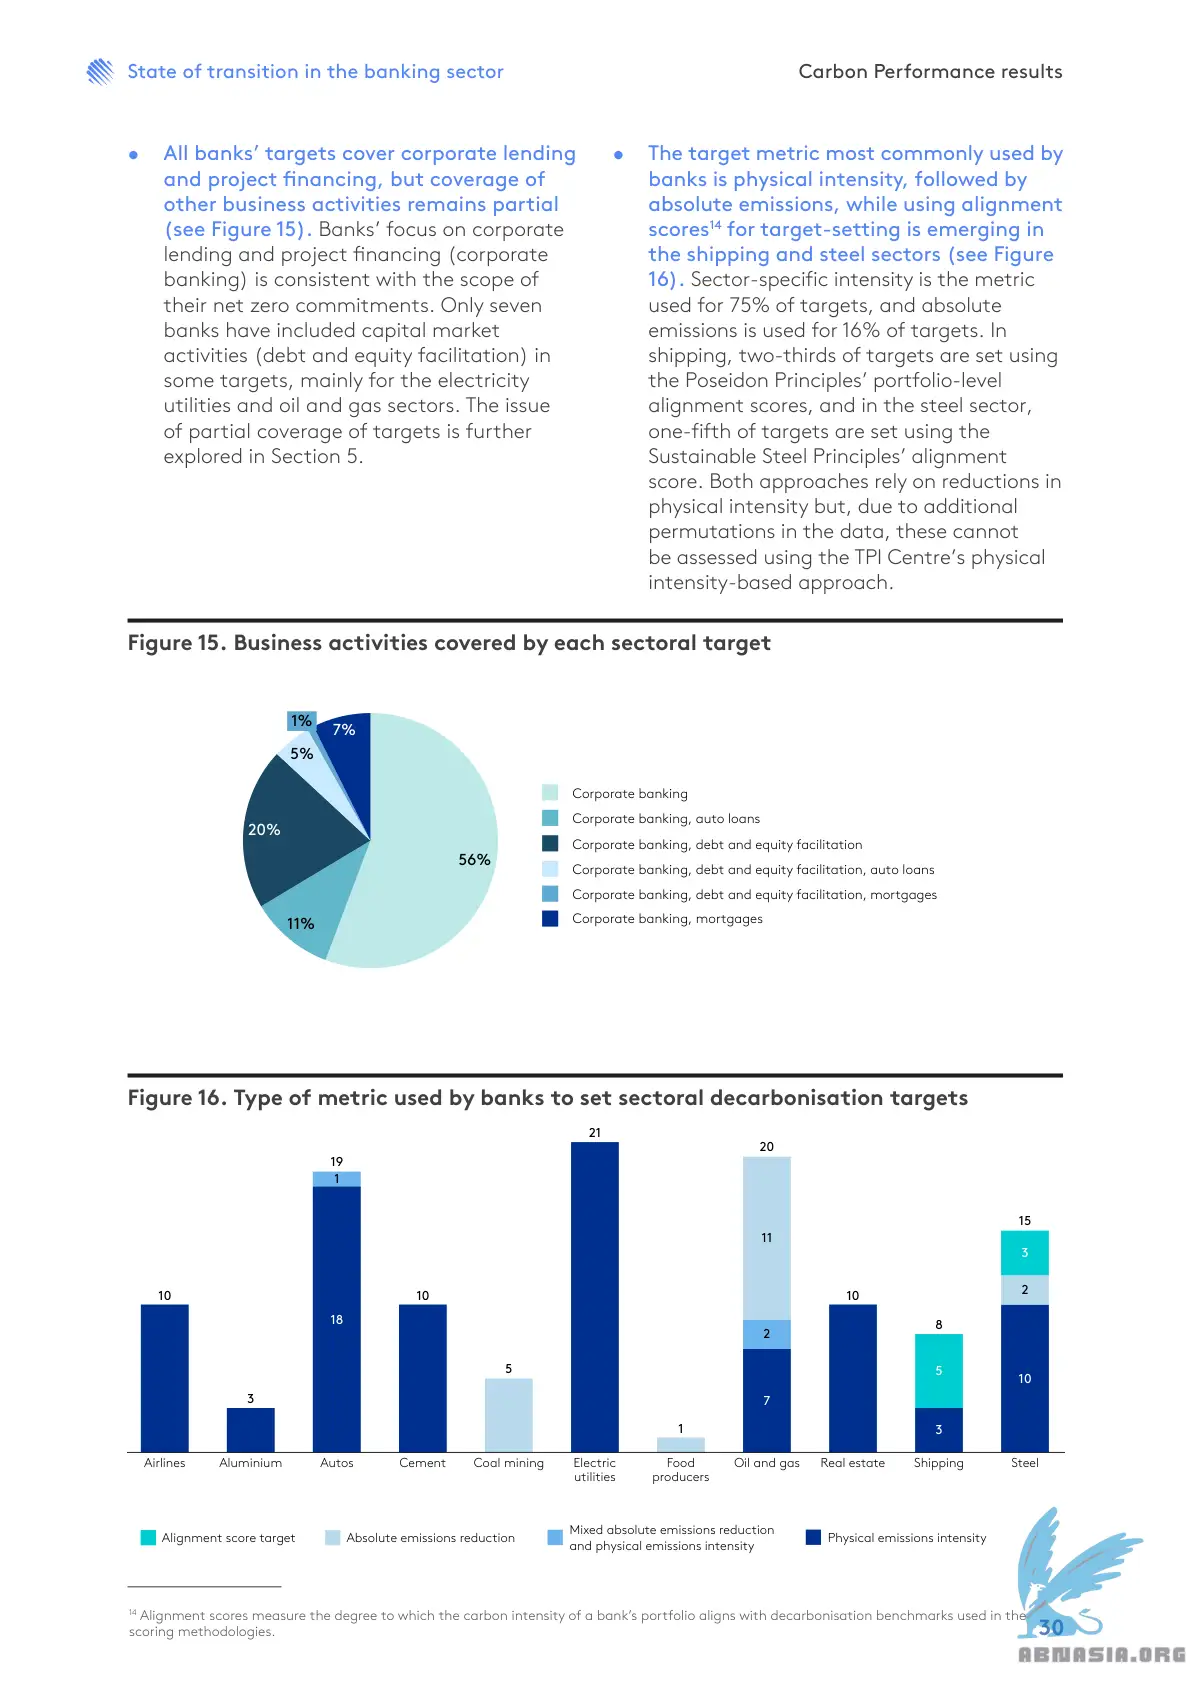 State of transition in the banking sector
Carbon Performance results
● All banks’ targets cover corporate lending
and project financing, but coverage of
other business activities remains partial
(see Figure 15). Banks’ focus on corporate
lending and project financing (corporate
banking) is consistent with the scope of
their net zero commitments. Only seven
banks have included capital market
activities (debt and equity facilitation) in
some targets, mainly for the electricity
utilities and oil and gas sectors. The issue
of partial coverage of targets is further
explored in Section 5.
● The target metric most commonly used by
banks is physical intensity, followed by
absolute emissions, while using alignment
scores¹⁴ for target-setting is emerging in
the shipping and steel sectors (see Figure
16). Sector-specific intensity is the metric
used for 75% of targets, and absolute
emissions is used for 16% of targets. In
shipping, two-thirds of targets are set using
the Poseidon Principles’ portfolio-level
alignment scores, and in the steel sector,
one-fifth of targets are set using the
Sustainable Steel Principles’ alignment
score. Both approaches rely on reductions in
physical intensity but, due to additional
permutations in the data, these cannot
be assessed using the TPI Centre’s physical
intensity-based approach.
Figure 15. Business activities covered by each sectoral target
1%
7%
5%
20%
56%
11%
Corporate banking
Corporate banking, auto loans
Corporate banking, debt and equity facilitation
Corporate banking, debt and equity facilitation, auto loans
Corporate banking, debt and equity facilitation, mortgages
Corporate banking, mortgages
Figure 16. Type of metric used by banks to set sectoral decarbonisation targets
10
3
19
1
18
10
5
21
1
20
11
2
7
10
8
5
3
15
3
2
10
Airlines
Aluminium
Autos
Cement
Coal mining
Electric
utilities
Food
producers
Oil and gas
Real estate
Shipping
Steel
Alignment score target
Absolute emissions reduction
Mixed absolute emissions reduction
and physical emissions intensity
Physical emissions intensity
¹⁴ Alignment scores measure the degree to which the carbon intensity of a bank’s portfolio aligns with decarbonisation benchmarks used in the
scoring methodologies.
30
ABNASIA.ORG